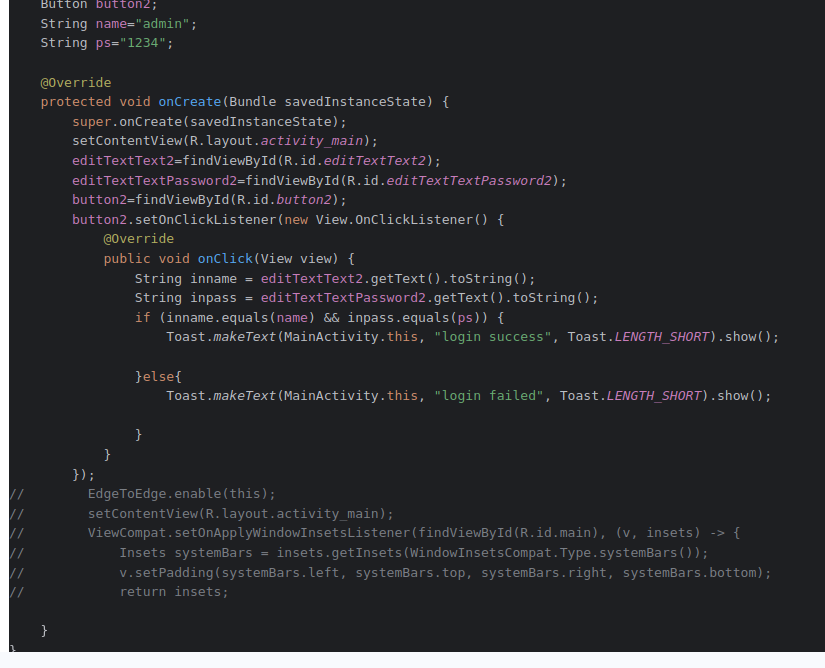 Button button2;
String name="admin";
String ps="1234";
@Override
protected void onCreate(Bundle savedInstanceState) {
super.onCreate(savedInstanceState);
setContentView(R.layout.activity_main);
editTextText2=findViewById(R.id.editTextText2);
editTextTextPassword2=findViewById(R.id.editTextTextPassword2);
button2=findViewById(R.id.button2);
button2.setOnClickListener(new View.OnClickListener() {
@Override
public void onClick(View view) {
String inname = editTextText2.getText().toString();
String inpass = editTextTextPassword2.getText().toString();
if (inname.equals(name) && inpass.equals(ps)) {
Toast.makeText(MainActivity.this, "login success", Toast.LENGTH_SHORT).show();
}else{
Toast.makeText(MainActivity.this, "login failed", Toast.LENGTH_SHORT).show();
}
}
});
// EdgeToEdge.enable(this);
// setContentView(R.layout.activity_main);
// ViewCompat.setOnApplyWindowInsetsListener(findViewById(R.id.main), (v, insets) -> {
// Insets systemBars = insets.getInsets(WindowInsetsCompat.Type.systemBars());
// v.setPadding(systemBars.left, systemBars.top, systemBars.right, systemBars.bottom);
// return insets;
}
}